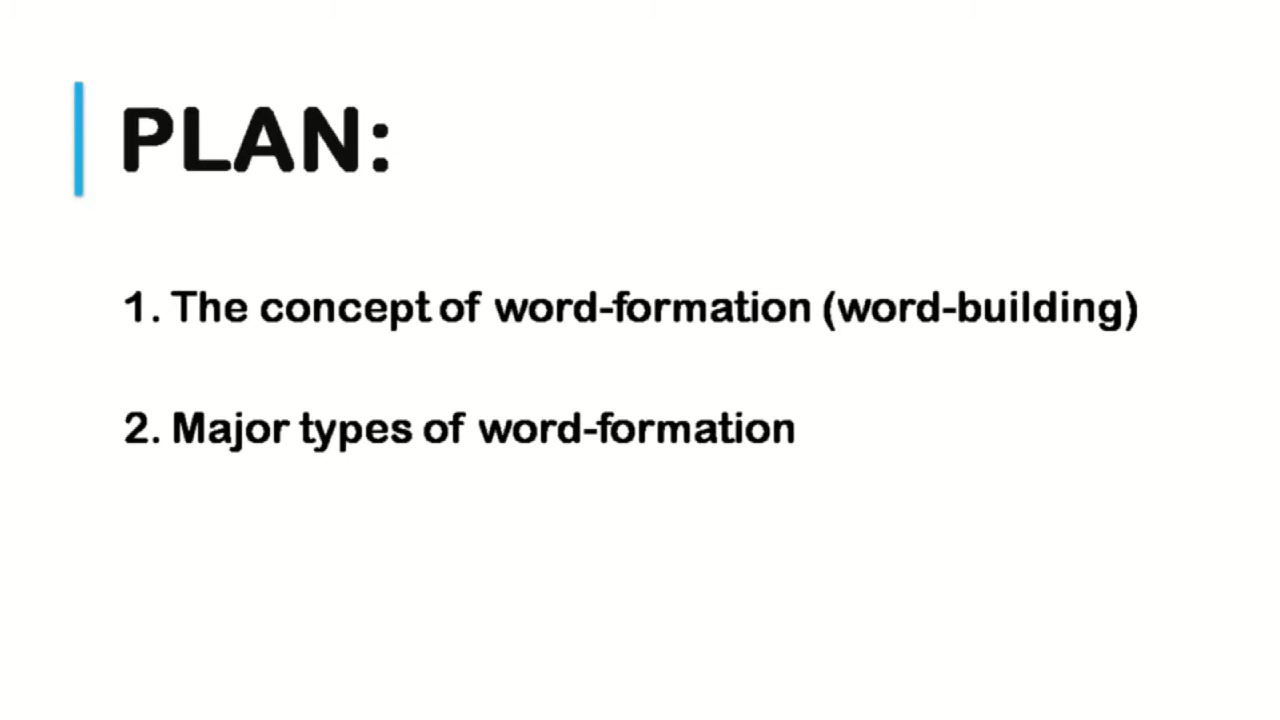 PLAN:
1. The concept of word-formation (word-building)
2. Major types of word-formation